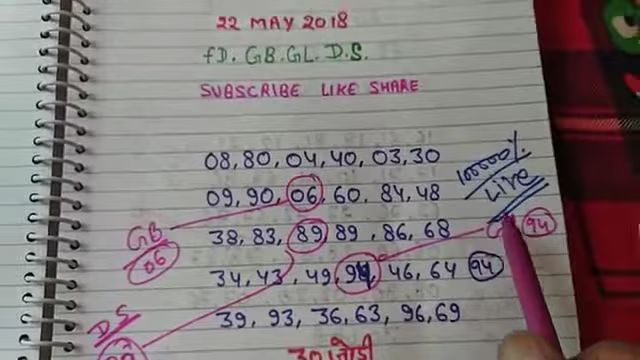 22 MAY 2018
FD. GB. GL. D.S.
SUBSCRIBE LIKE SHARE
08, 80, 04, 40, 03, 30
09, 90, 06, 60, 84, 48
100000%
Live
GB
06
38, 83, 89 89, 86, 68
94
34, 43, 49, 94, 46, 64 94
39, 93, 36, 63, 96, 69
D.S
30 जोड़ी